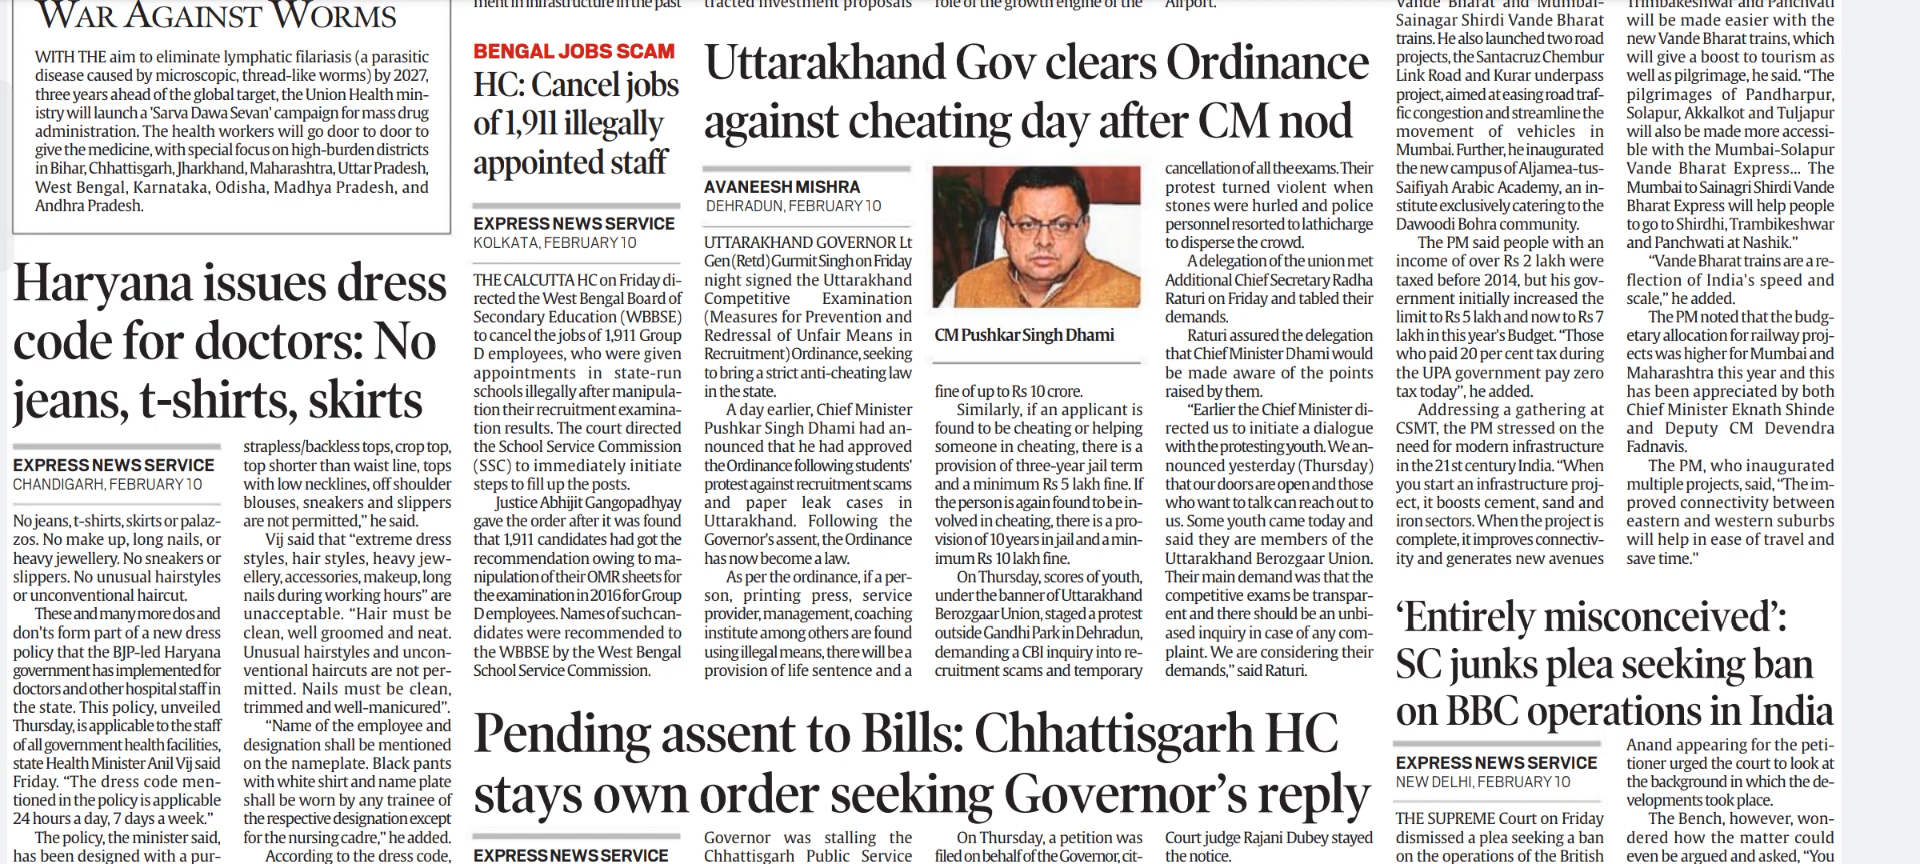 WAR AGAINST WORMS
WITH THE aim to eliminate lymphatic filariasis (a parasitic
disease caused by microscopic, thread-like worms) by 2027,
three years ahead of the global target, the Union Health min-
istry will launch a 'Sarva Dawa Sevan' campaign for mass drug
administration. The health workers will go door to door to
give the medicine, with special focus on high-burden districts
in Bihar, Chhattisgarh, Jharkhand, Maharashtra, Uttar Pradesh,
West Bengal, Karnataka, Odisha, Madhya Pradesh, and
Andhra Pradesh.
Haryana issues dress
code for doctors: No
jeans, t-shirts, skirts
EXPRESS NEWS SERVICE
CHANDIGARH, FEBRUARY 10
No jeans, t-shirts, skirts or palaz-
zos. No make up, long nails, or
heavy jewellery. No sneakers or
slippers. No unusual hairstyles
or unconventional haircut.
These and many more dos and
don'ts form part of a new dress
policy that the BJP-led Haryana
government has implemented for
doctors and other hospital staff in
the state. This policy, unveiled
Thursday, is applicable to the staff
of all government health facilities,
state Health Minister Anil Vij said
Friday. “The dress code men-
tioned in the policy is applicable
24 hours a day, 7 days a week.”
The policy, the minister said,
has been designed with a pur-
strapless/backless tops, crop top,
top shorter than waist line, tops
with low necklines, off shoulder
blouses, sneakers and slippers
are not permitted,” he said.
Vij said that “extreme dress
styles, hair styles, heavy jew-
ellery, accessories, makeup, long
nails during working hours” are
unacceptable. “Hair must be
clean, well groomed and neat.
Unusual hairstyles and uncon-
ventional haircuts are not per-
mitted. Nails must be clean,
trimmed and well-manicured”.
“Name of the employee and
designation shall be mentioned
on the nameplate. Black pants
with white shirt and name plate
shall be worn by any trainee of
the respective designation except
for the nursing cadre,” he added.
According to the dress code,
ment in infrastructure in the past
BENGAL JOBS SCAM
HC: Cancel jobs
of 1,911 illegally
appointed staff
EXPRESS NEWS SERVICE
KOLKATA, FEBRUARY 10
THE CALCUTTA HC on Friday di-
rected the West Bengal Board of
Secondary Education (WBBSE)
to cancel the jobs of 1,911 Group
D employees, who were given
appointments in state-run
schools illegally after manipula-
tion their recruitment examina-
tion results. The court directed
the School Service Commission
(SSC) to immediately initiate
steps to fill up the posts.
Justice Abhijit Gangopadhyay
gave the order after it was found
that 1,911 candidates had got the
recommendation owing to ma-
nipulation of their OMR sheets for
the examination in 2016 for Group
D employees. Names of such can-
didates were recommended to
the WBBSE by the West Bengal
School Service Commission.
tracted investment proposals
role of the growth engine of the
Airport.
Uttarakhand Gov clears Ordinance
against cheating day after CM nod
AVANEESH MISHRA
DEHRADUN, FEBRUARY 10
UTTARAKHAND GOVERNOR Lt
Gen (Retd) Gurmit Singh on Friday
night signed the Uttarakhand
Competitive Examination
(Measures for Prevention and
Redressal of Unfair Means in
Recruitment) Ordinance, seeking
to bring a strict anti-cheating law
in the state.
A day earlier, Chief Minister
Pushkar Singh Dhami had an-
nounced that he had approved
the Ordinance following students'
protest against recruitment scams
and paper leak cases in
Uttarakhand. Following the
Governor's assent, the Ordinance
has now become a law.
As per the ordinance, if a per-
son, printing press, service
provider, management, coaching
institute among others are found
using illegal means, there will be a
provision of life sentence and a
CM Pushkar Singh Dhami
fine of up to Rs 10 crore.
Similarly, if an applicant is
found to be cheating or helping
someone in cheating, there is a
provision of three-year jail term
and a minimum Rs 5 lakh fine. If
the person is again found to be in-
volved in cheating, there is a pro-
vision of 10 years in jail and a min-
imum Rs 10 lakh fine.
On Thursday, scores of youth,
under the banner of Uttarakhand
Berozgaar Union, staged a protest
outside Gandhi Park in Dehradun,
demanding a CBI inquiry into re-
cruitment scams and temporary
cancellation of all the exams. Their
protest turned violent when
stones were hurled and police
personnel resorted to lathicharge
to disperse the crowd.
A delegation of the union met
Additional Chief Secretary Radha
Raturi on Friday and tabled their
demands.
Raturi assured the delegation
that Chief Minister Dhami would
be made aware of the points
raised by them.
“Earlier the Chief Minister di-
rected us to initiate a dialogue
with the protesting youth. We an-
nounced yesterday (Thursday)
that our doors are open and those
who want to talk can reach out to
us. Some youth came today and
said they are members of the
Uttarakhand Berozgaar Union.
Their main demand was that the
competitive exams be transpar-
ent and there should be an unbi-
ased inquiry in case of any com-
plaint. We are considering their
demands,” said Raturi.
Pending assent to Bills: Chhattisgarh HC
stays own order seeking Governor’s reply
EXPRESS NEWS SERVICE
Governor was stalling the
Chhattisgarh Public Service
On Thursday, a petition was
filed on behalf of the Governor, cit-
Court judge Rajani Dubey stayed
the notice.
Vande Bharat and Mumbai-
Sainagar Shirdi Vande Bharat
trains. He also launched two road
projects, the Santacruz Chembur
Link Road and Kurar underpass
project, aimed at easing road traf-
fic congestion and streamline the
movement of vehicles in
Mumbai. Further, he inaugurated
the new campus of Aljamea-tus-
Saifiyah Arabic Academy, an in-
stitute exclusively catering to the
Dawoodi Bohra community.
The PM said people with an
income of over Rs 2 lakh were
taxed before 2014, but his gov-
ernment initially increased the
limit to Rs 5 lakh and now to Rs 7
lakh in this year's Budget. “Those
who paid 20 per cent tax during
the UPA government pay zero
tax today”, he added.
Addressing a gathering at
CSMT, the PM stressed on the
need for modern infrastructure
in the 21st century India. “When
you start an infrastructure proj-
ect, it boosts cement, sand and
iron sectors. When the project is
complete, it improves connectiv-
ity and generates new avenues
Trimbakeshwar and Panchvati
will be made easier with the
new Vande Bharat trains, which
will give a boost to tourism as
well as pilgrimage, he said. “The
pilgrimages of Pandharpur,
Solapur, Akkalkot and Tuljapur
will also be made more accessi-
ble with the Mumbai-Solapur
Vande Bharat Express... The
Mumbai to Sainagri Shirdi Vande
Bharat Express will help people
to go to Shirdhi, Trambikeshwar
and Panchwati at Nashik.”
“Vande Bharat trains are a re-
flection of India's speed and
scale,” he added.
The PM noted that the budg-
etary allocation for railway proj-
ects was higher for Mumbai and
Maharashtra this year and this
has been appreciated by both
Chief Minister Eknath Shinde
and Deputy CM Devendra
Fadnavis.
The PM, who inaugurated
multiple projects, said, “The im-
proved connectivity between
eastern and western suburbs
will help in ease of travel and
save time."
‘Entirely misconceived’:
SC junks plea seeking ban
on BBC operations in India
EXPRESS NEWS SERVICE
NEW DELHI, FEBRUARY 10
THE SUPREME Court on Friday
dismissed a plea seeking a ban
on the operations of the British
Anand appearing for the peti-
tioner urged the court to look at
the background in which the de-
velopments took place.
The Bench, however, won-
dered how the matter could
even be argued and asked, “You